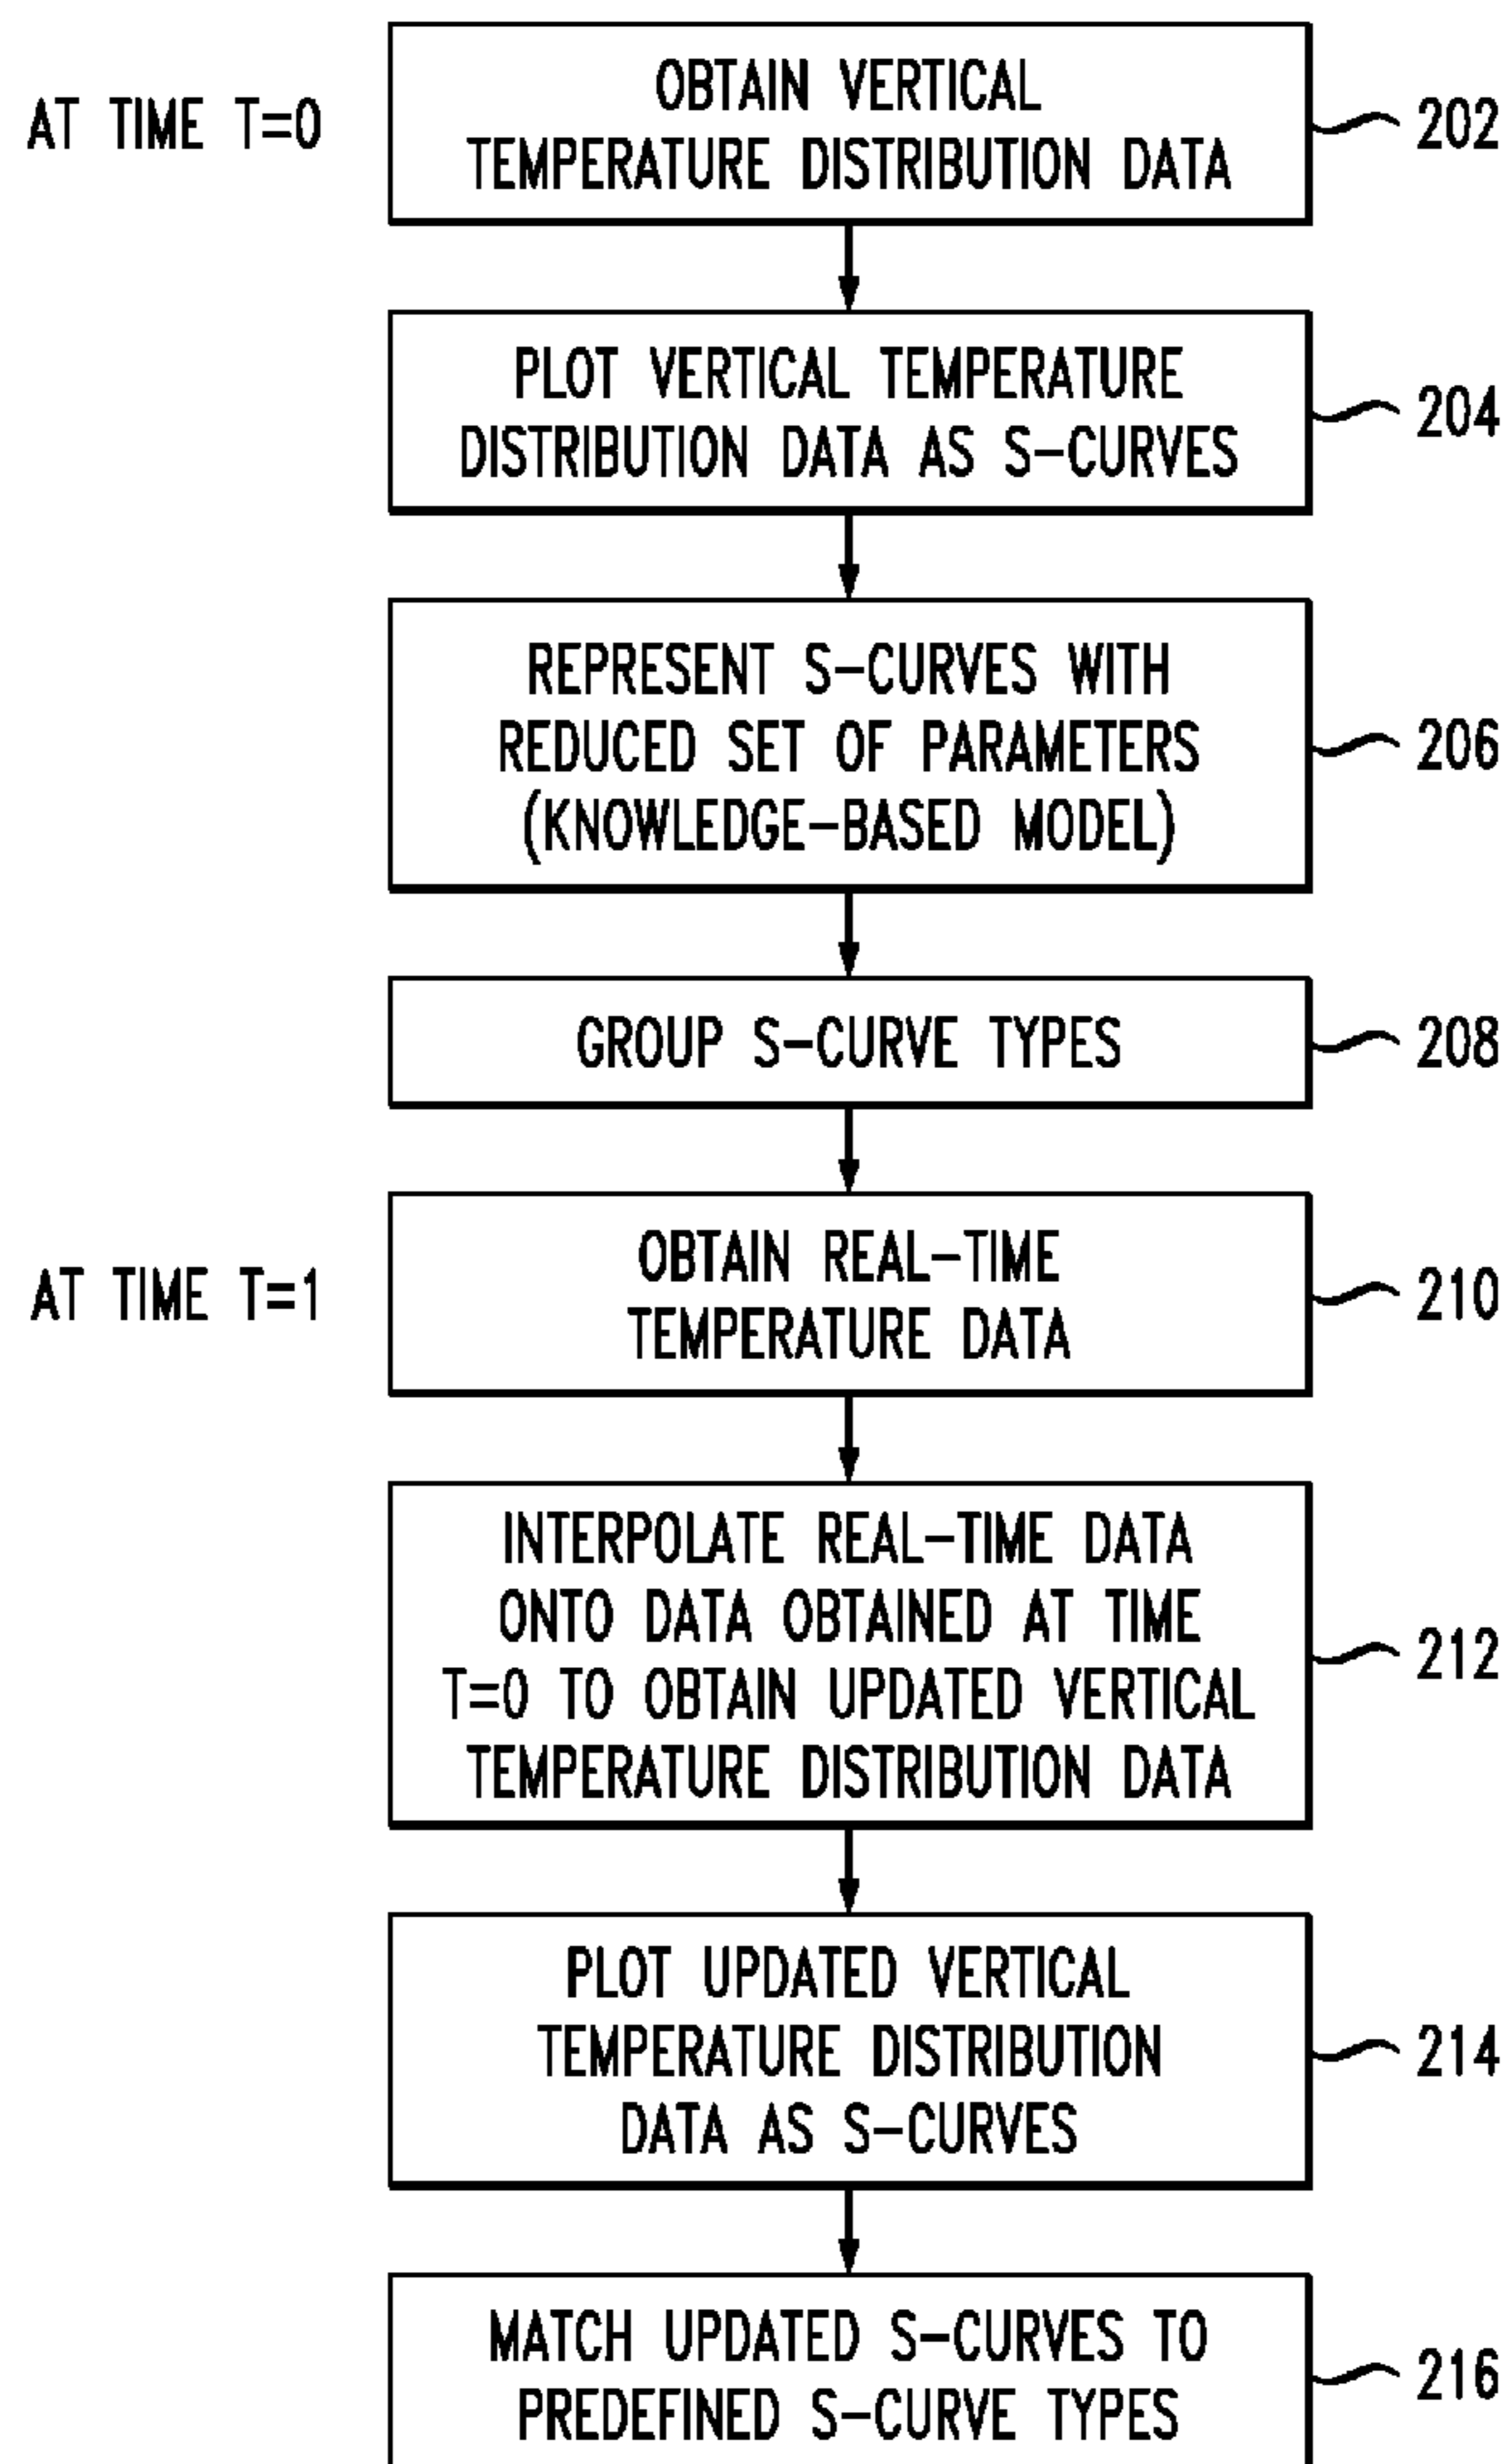 AT TIME T=0
OBTAIN VERTICAL
TEMPERATURE DISTRIBUTION DATA
202
PLOT VERTICAL TEMPERATURE
DISTRIBUTION DATA AS S-CURVES
204
REPRESENT S-CURVES WITH
REDUCED SET OF PARAMETERS
(KNOWLEDGE-BASED MODEL)
206
GROUP S-CURVE TYPES
208
AT TIME T=1
OBTAIN REAL-TIME
TEMPERATURE DATA
210
INTERPOLATE REAL-TIME DATA
ONTO DATA OBTAINED AT TIME
T=0 TO OBTAIN UPDATED VERTICAL
TEMPERATURE DISTRIBUTION DATA
212
PLOT UPDATED VERTICAL
TEMPERATURE DISTRIBUTION
DATA AS S-CURVES
214
MATCH UPDATED S-CURVES TO
PREDEFINED S-CURVE TYPES
216